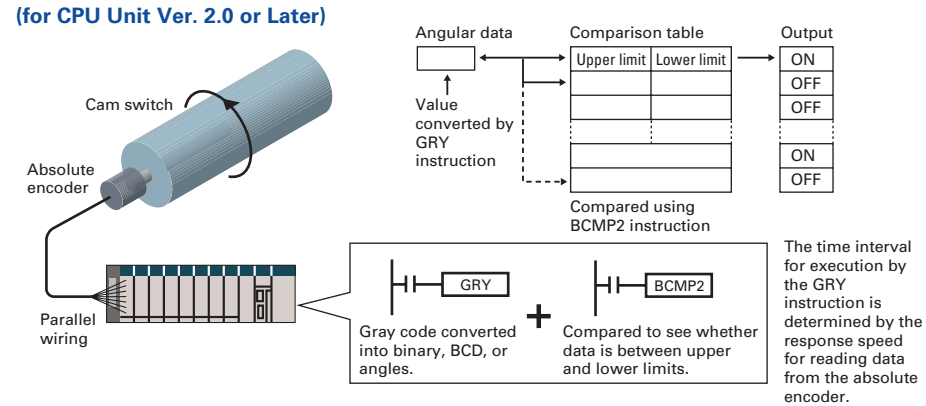 (for CPU Unit Ver. 2.0 or Later)
Cam switch
Absolute
encoder
Parallel
wiring
Angular data
Value
converted by
GRY
instruction
Comparison table
Upper limit Lower limit
Compared using
BCMP2 instruction
Output
ON
OFF
OFF
ON
OFF
GRY
Gray code converted
into binary, BCD, or
angles.
+
BCMP2
Compared to see whether
data is between upper
and lower limits.
The time interval
for execution by
the GRY
instruction is
determined by the
response speed
for reading data
from the absolute
encoder.